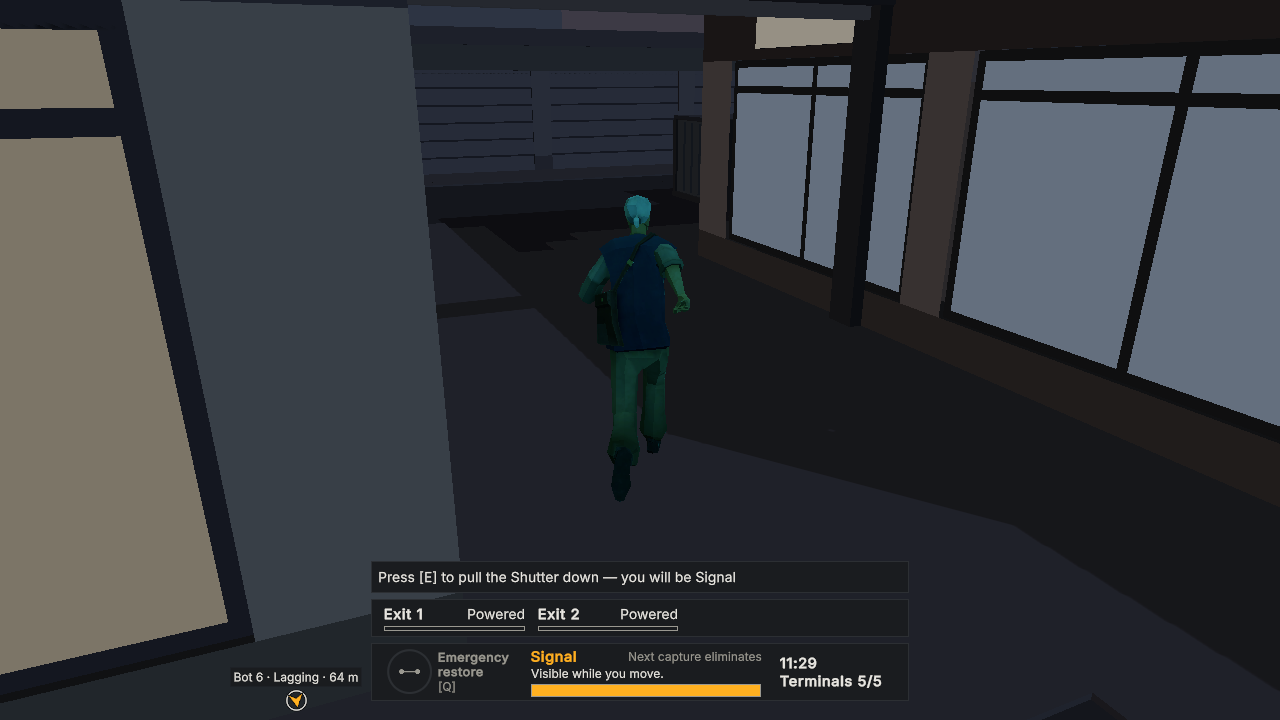 Press [E] to pull the Shutter down — you will be Signal
Exit 1 Powered Exit 2 Powered
Emergency restore [Q]
Signal Next capture eliminates
Visible while you move.
11:29
Terminals 5/5
Bot 6 · Lagging · 64 m